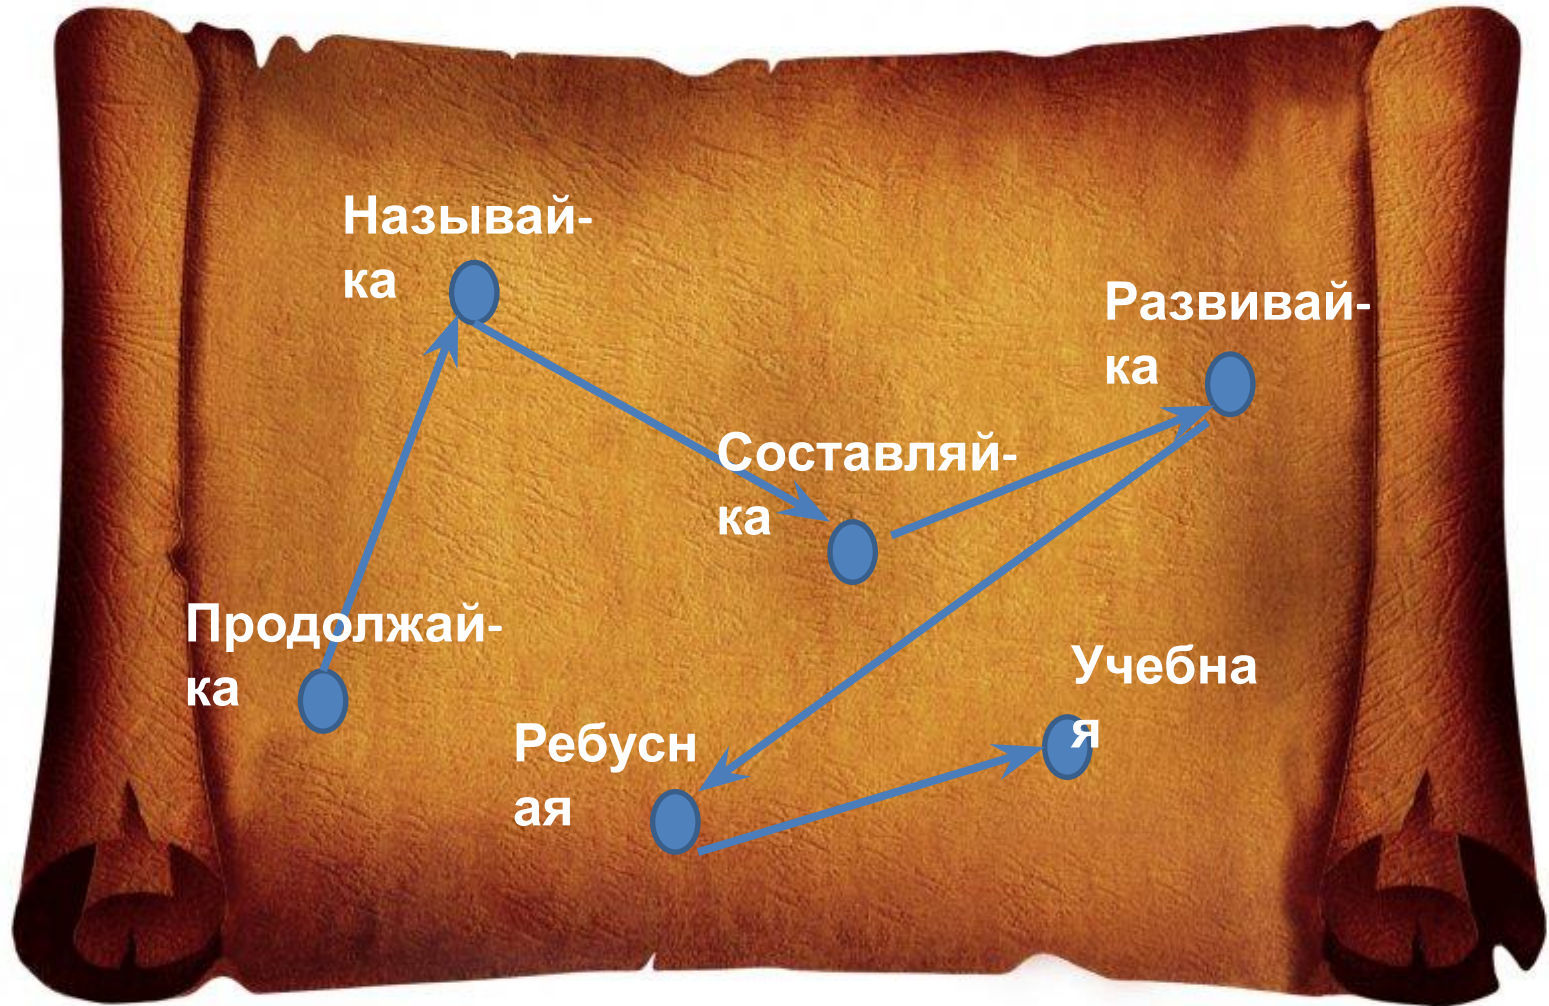 Называй-
ка
Развивай-
ка
Составляй-
ка
Продолжай-
ка
Учебна
я
Ребусн
ая